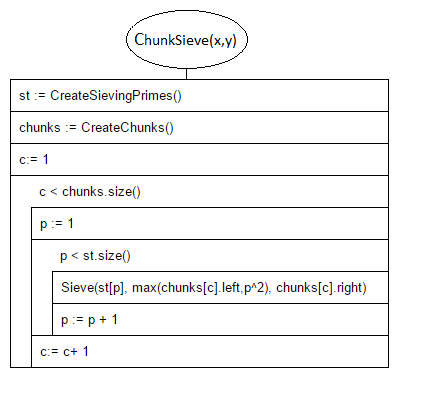 ChunkSieve(x,y)
st := CreateSievingPrimes()
chunks := CreateChunks()
c:= 1
c < chunks.size()
p := 1
p < st.size()
Sieve(st[p], max(chunks[c].left,p^2), chunks[c].right)
p := p + 1
c:= c+ 1